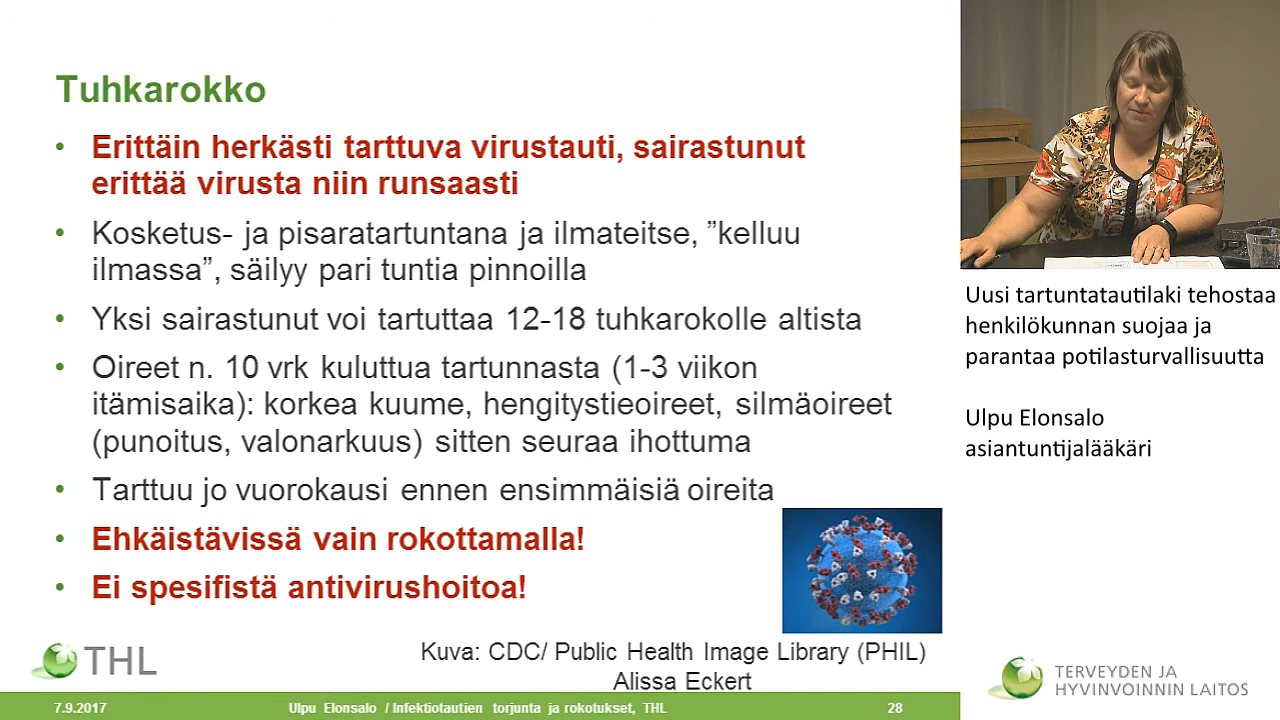 Tuhkarokko
• Erittäin herkästi tarttuva virustauti, sairastunut
erittää virusta niin runsaasti
• Kosketus- ja pisaratartuntana ja ilmateitse, ”kelluu
ilmassa”, säilyy pari tuntia pinnoilla
• Yksi sairastunut voi tartuttaa 12-18 tuhkarokolle altista
• Oireet n. 10 vrk kuluttua tartunnasta (1-3 viikon
itämisaika): korkea kuume, hengitystieoireet, silmäoireet
(punoitus, valonarkuus) sitten seuraa ihottuma
• Tarttuu jo vuorokausi ennen ensimmäisiä oireita
• Ehkäistävissä vain rokottamalla!
• Ei spesifistä antivirushoitoa!
Kuva: CDC/ Public Health Image Library (PHIL)
Alissa Eckert
THL
7.9.2017 Ulpu Elonsalo / Infektiotautien torjunta ja rokotukset, THL 28
Uusi tartuntatautilaki tehostaa
henkilökunnan suojaa ja
parantaa potilasturvallisuutta
Ulpu Elonsalo
asiantuntijalääkäri
TERVEYDEN JA
HYVINVOINNIN LAITOS